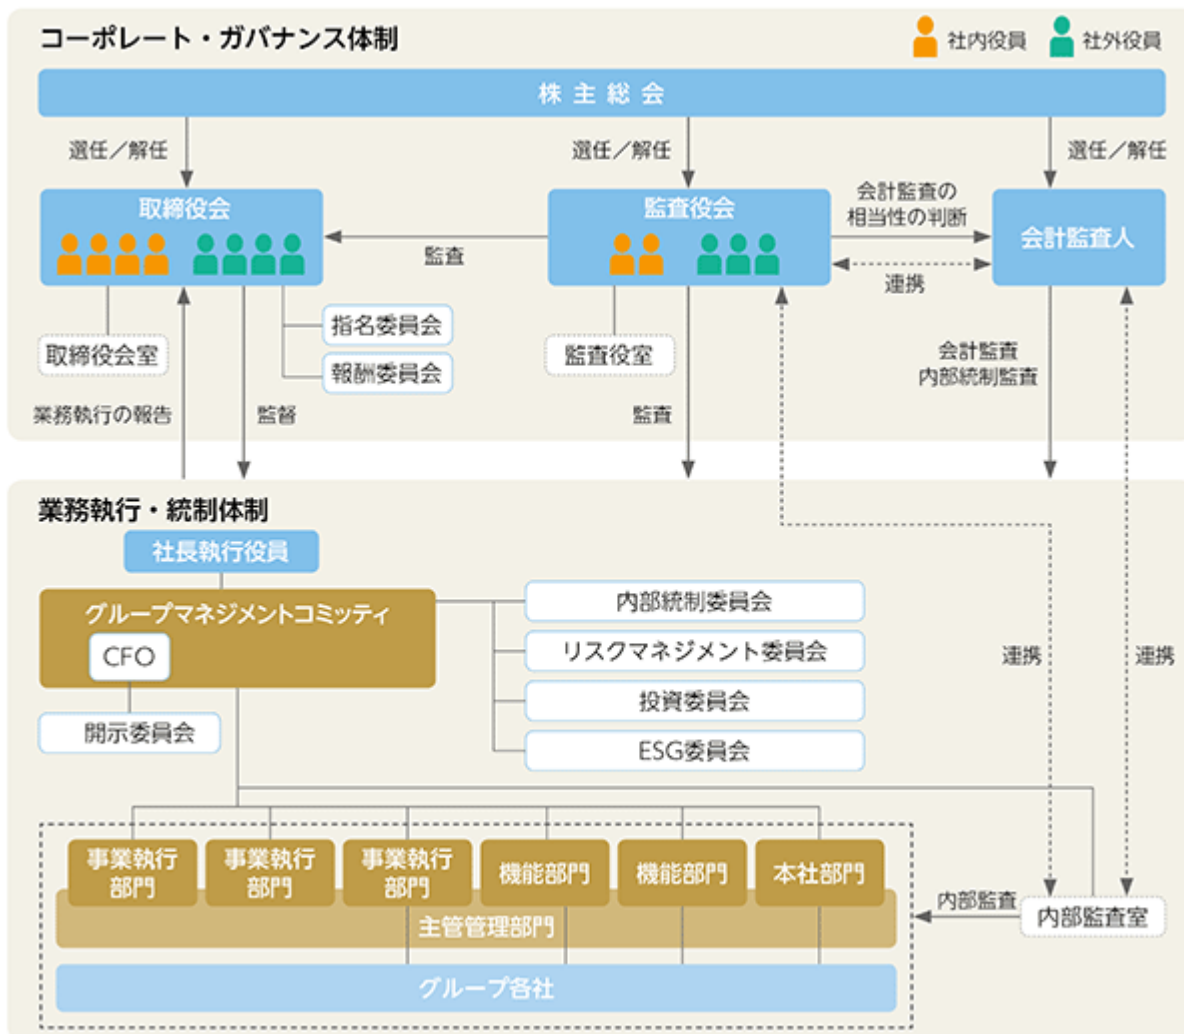 コーポレート・ガバナンス体制
社内役員
社外役員
株主総会
選任／解任
選任／解任
選任／解任
取締役会
監査役会
会計監査の
相当性の判断
会計監査人
監査
連携
指名委員会
報酬委員会
取締役会室
監査役室
会計監査
内部統制監査
業務執行の報告
監督
監査
業務執行・統制体制
社長執行役員
グループマネジメントコミッティ
CFO
開示委員会
内部統制委員会
リスクマネジメント委員会
投資委員会
ESG委員会
連携
連携
事業執行
部門
事業執行
部門
事業執行
部門
機能部門
機能部門
本社部門
主管管理部門
グループ各社
内部監査
内部監査室